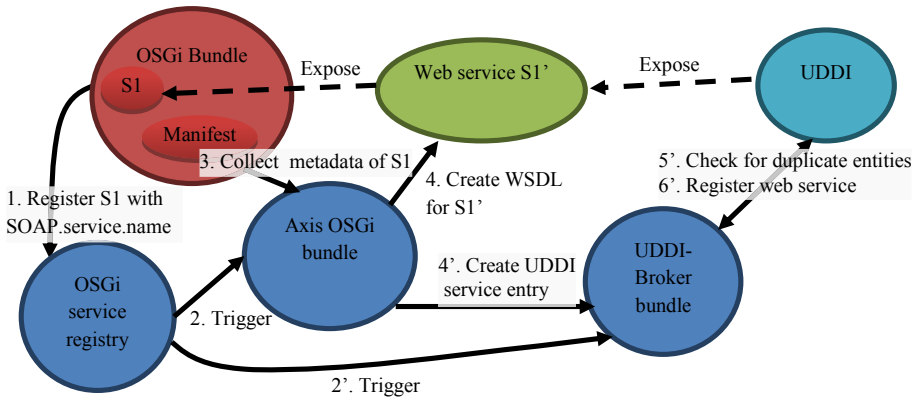 OSGi Bundle
S1
Manifest
Expose
Web service S1’
Expose
UDDI
3. Collect  metadata of S1
1. Register S1 with
SOAP.service.name
4. Create WSDL
for S1’
5’. Check for duplicate entities
6’. Register web service
Axis OSGi
bundle
UDDI-
Broker
bundle
4’. Create UDDI
service entry
OSGi
service
registry
2. Trigger
2’. Trigger